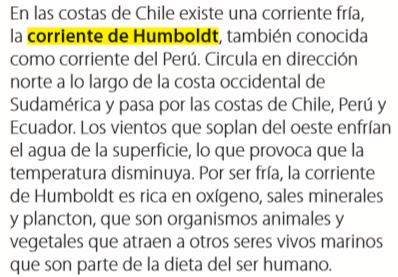 En las costas de Chile existe una corriente fría,
la corriente de Humboldt, también conocida
como corriente del Perú. Circula en dirección
norte a lo largo de la costa occidental de
Sudamérica y pasa por las costas de Chile, Perú y
Ecuador. Los vientos que soplan del oeste enfrían
el agua de la superficie, lo que provoca que la
temperatura disminuya. Por ser fría, la corriente
de Humboldt es rica en oxígeno, sales minerales
y plancton, que son organismos animales y
vegetales que atraen a otros seres vivos marinos
que son parte de la dieta del ser humano.